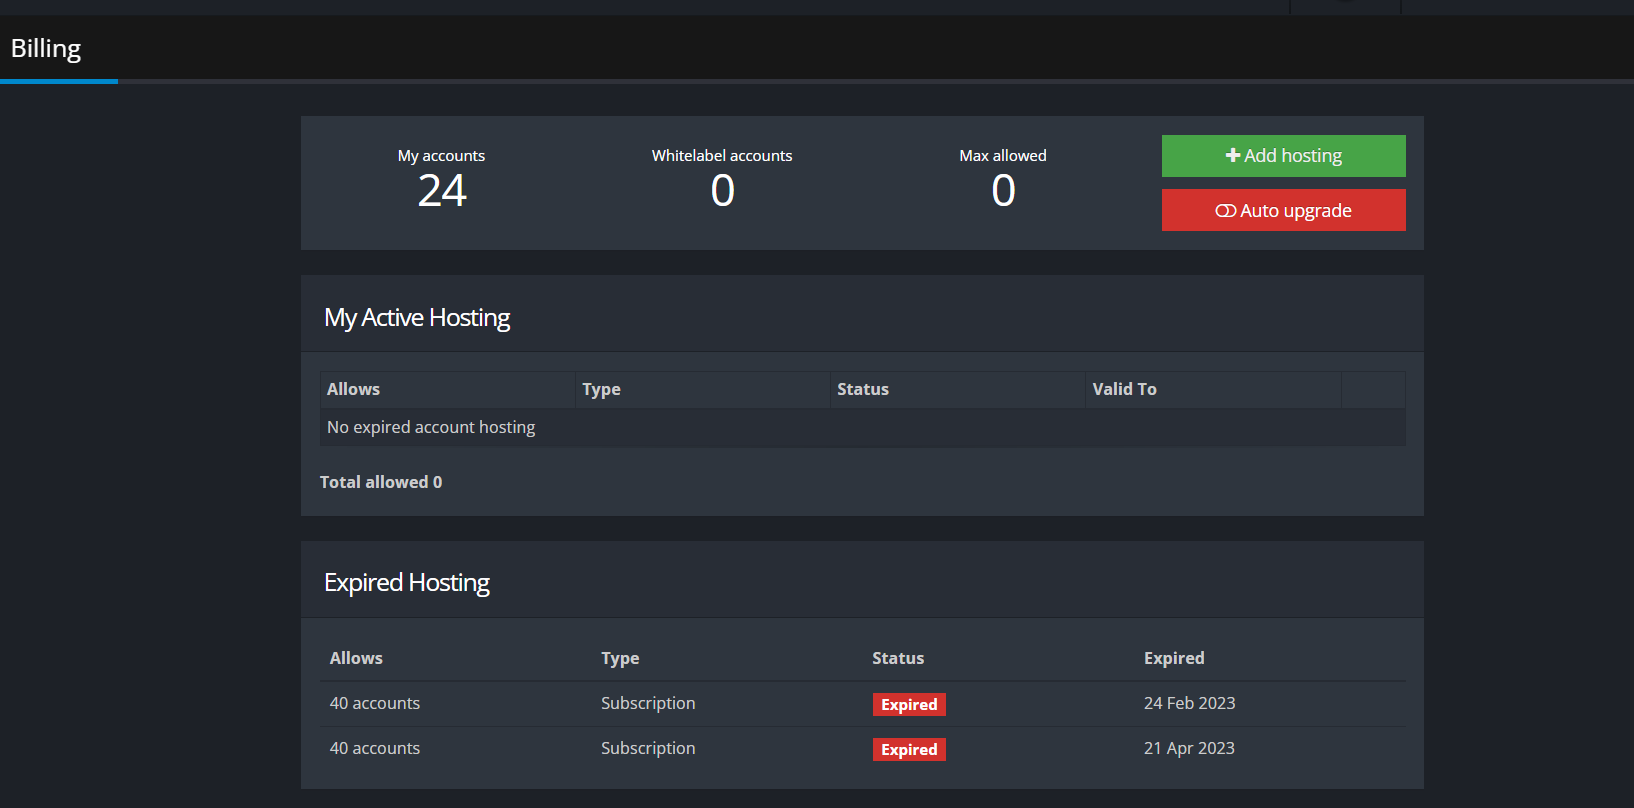 Billing
My accounts
24
Whitelabel accounts
0
Max allowed
0
Add hosting
Auto upgrade
My Active Hosting
Allows Type Status Valid To
No expired account hosting
Total allowed 0
Expired Hosting
Allows Type Status Expired
40 accounts Subscription Expired 24 Feb 2023
40 accounts Subscription Expired 21 Apr 2023